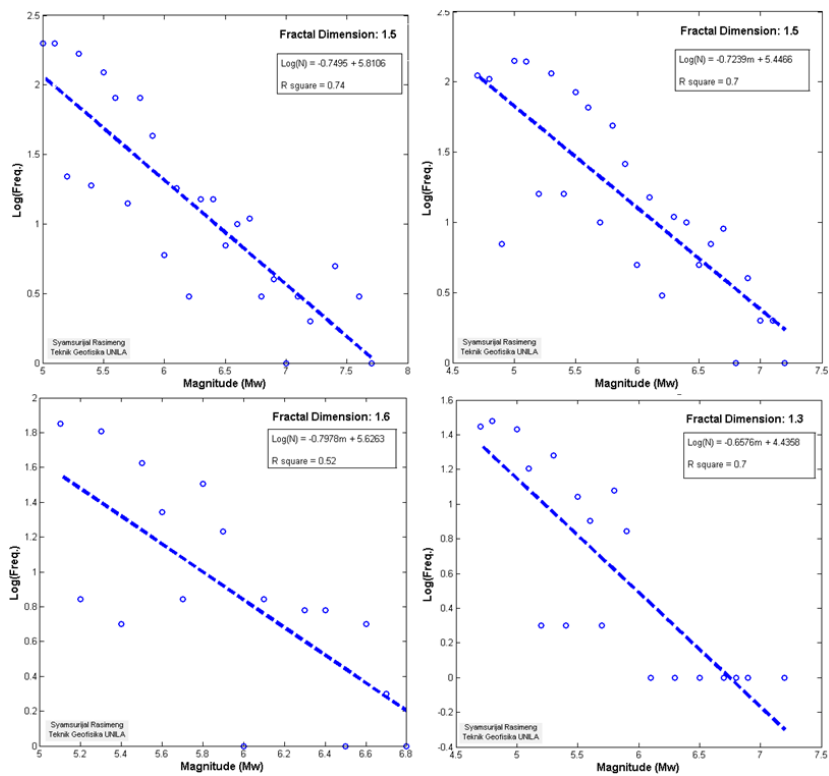 2.5
2
1.5
1
0.5
0
Log(Freq.)
Fractal Dimension: 1.5
Log(N) = -0.7495 + 5.8106
R sguare = 0.74
Syamsurijal Rasimeng
Teknik Geofisika UNILA
5 5.5 6 6.5 7 7.5 8
Magnitude (Mw)
2.5
2
1.5
1
0.5
0
Log(Freq.)
Fractal Dimension: 1.5
Log(N) = -0.7239m + 5.4466
R square = 0.7
Syamsurijal Rasimeng
Teknik Geofisika UNILA
4.5 5 5.5 6 6.5 7 7.5
Magnitude (Mw)
2
1.8
1.6
1.4
1.2
1
0.8
0.6
0.4
0.2
0
Log(Freq.)
Fractal Dimension: 1.6
Log(N) = -0.7978m + 5.6263
R square = 0.52
Syamsurijal Rasimeng
Teknik Geofisika UNILA
5 5.2 5.4 5.6 5.8 6 6.2 6.4 6.6 6.8
Magnitude (Mw)
1.6
1.4
1.2
1
0.8
0.6
0.4
0.2
0
-0.2
-0.4
Log(Freq.)
Fractal Dimension: 1.3
Log(N) = -0.6576m + 4.4358
R square = 0.7
Syamsurijal Rasimeng
Teknik Geofisika UNILA
4.5 5 5.5 6 6.5 7 7.5
Magnitude (Mw)